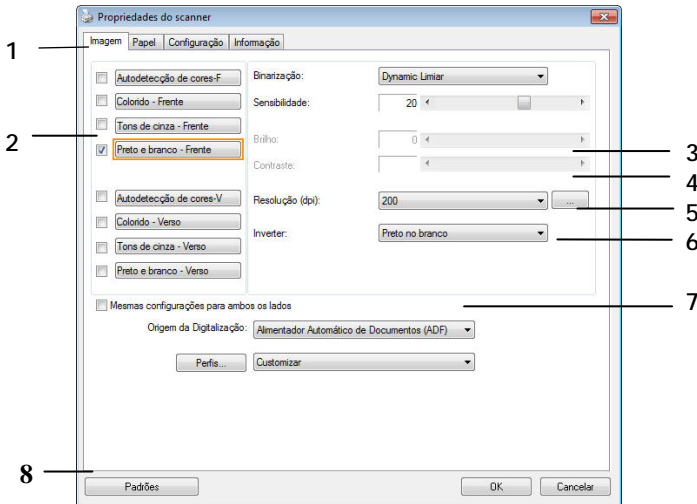 Propriedades do scanner
Imagem Papel Configuração Informação
1
Autodetecção de cores-F
Colorido - Frente
Tons de cinza - Frente
Preto e branco - Frente
2
Autodetecção de cores-V
Colorido - Verso
Tons de cinza - Verso
Preto e branco - Verso
Binarização: Dynamic Limiar
Sensibilidade: 20
Brilho: 0
3
Contraste:
4
Resolução (dpi): 200 ...
5
Inverter: Preto no branco
6
Mesmas configurações para ambos os lados
7
Origem da Digitalização: Alimentador Automático de Documentos (ADF)
Perfis... Customizar
8
Padrões OK Cancelar